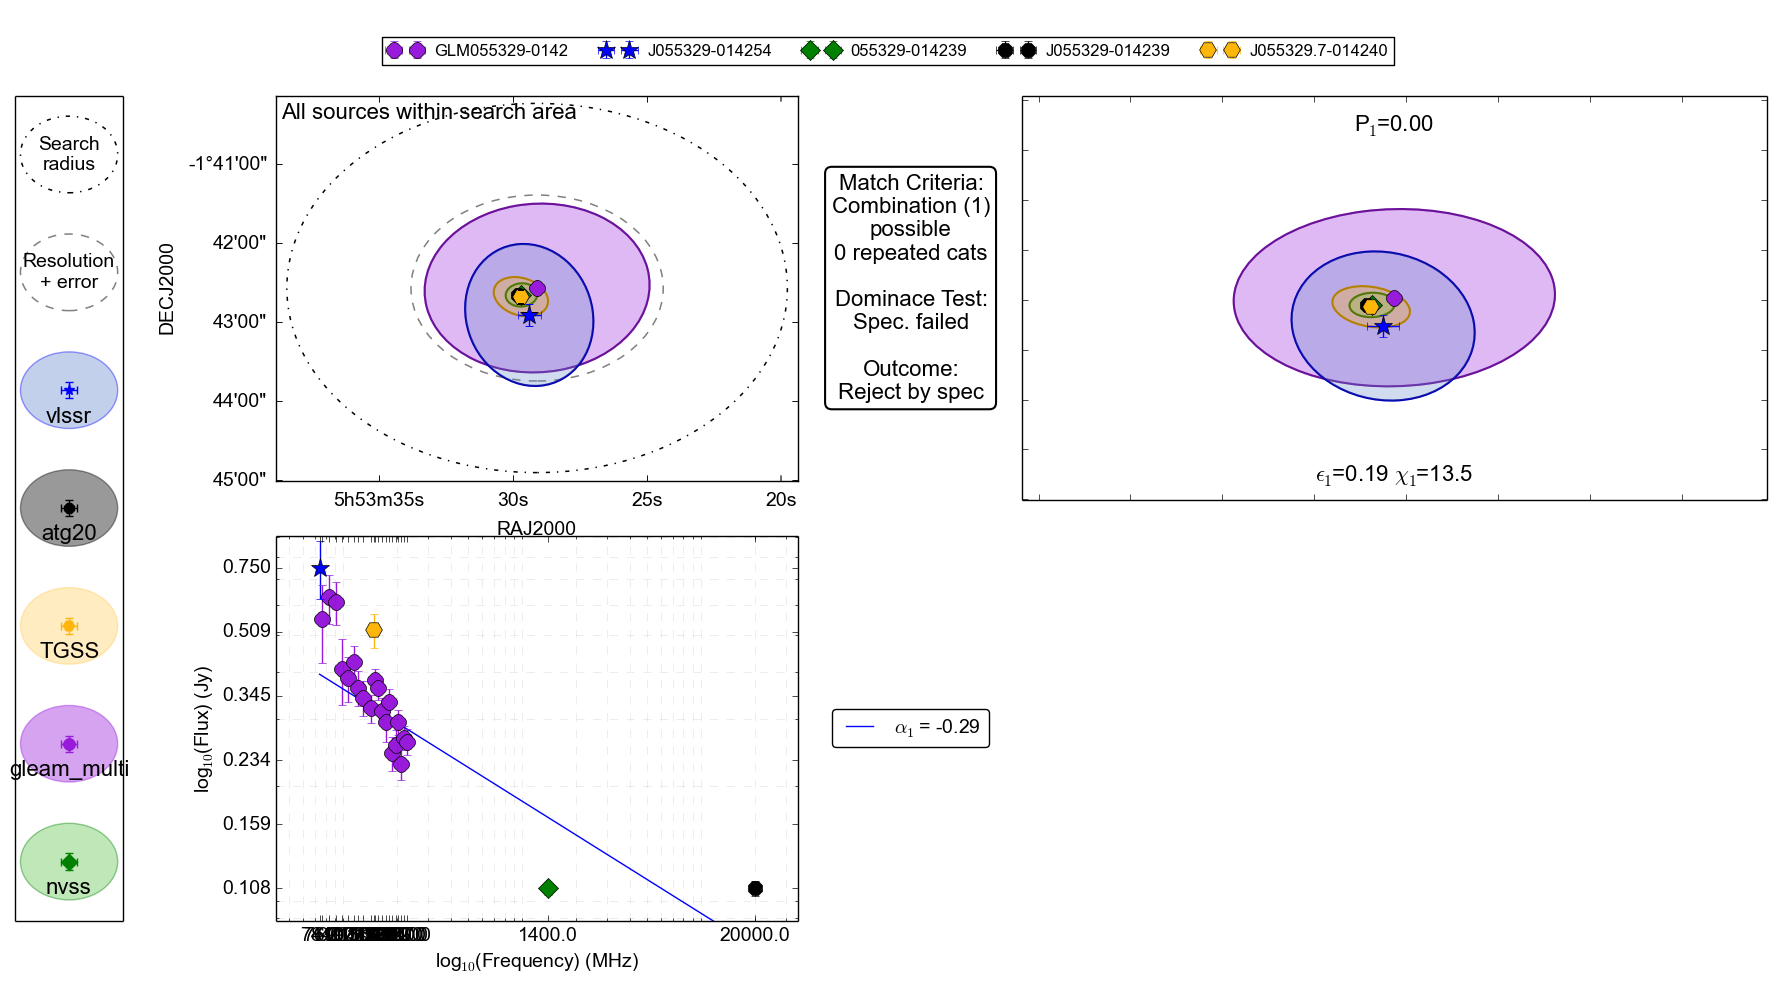 GLM055329-0142 J055329-014254 055329-014239 J055329-014239 J055329.7-014240
Search
radius
Resolution
+ error
vlssr
atg20
TGSS
gleam_multi
nvss
All sources within search area
DECJ2000
-1°41'00"
42'00"
43'00"
44'00"
45'00"
5h53m35s 30s 25s 20s
RAJ2000
Match Criteria:
Combination (1)
possible
0 repeated cats
Dominace Test:
Spec. failed
Outcome:
Reject by spec
P₁=0.00
ϵ₁=0.19 χ₁=13.5
log₁₀(Flux) (Jy)
0.750
0.509
0.345
0.234
0.159
0.108
1400.0 20000.0
log₁₀(Frequency) (MHz)
α₁ = -0.29